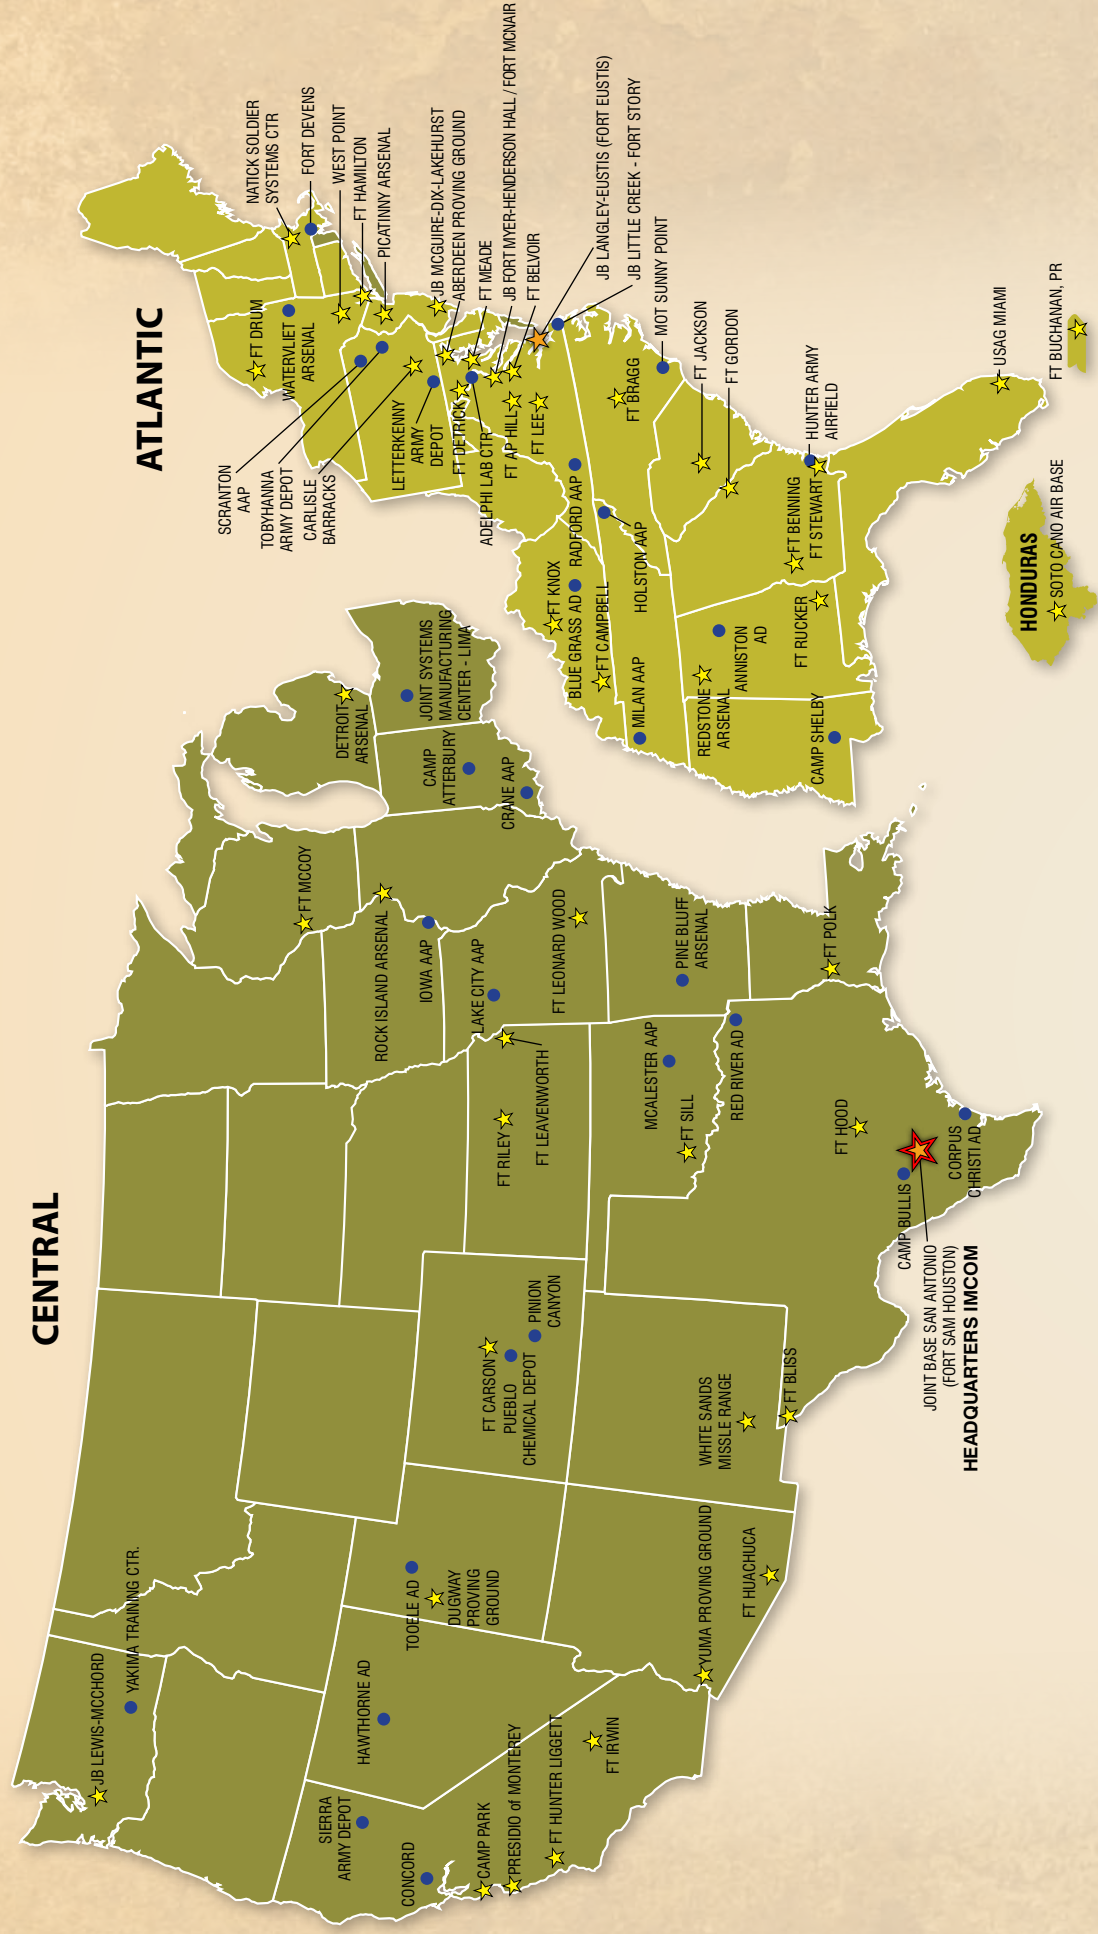 CENTRAL
JB LEWIS-MCCHORD
YAKIMA TRAINING CTR.
SIERRA
ARMY DEPOT
HAWTHORNE AD
CONCORD
CAMP PARK
PRESIDIO of MONTEREY
FT HUNTER LIGGETT
FT IRWIN
TOOELE AD
DUGWAY
PROVING
GROUND
YUMA PROVING GROUND
FT HUACHUCA
FT CARSON
PUEBLO
CHEMICAL DEPOT
PINION
CANYON
WHITE SANDS
MISSLE RANGE
FT BLISS
JOINT BASE SAN ANTONIO
(FORT SAM HOUSTON)
HEADQUARTERS IMCOM
CAMP BULLIS
CORPUS
CHRISTI AD
FT HOOD
RED RIVER AD
FT SILL
MCALESTER AAP
FT RILEY
FT LEAVENWORTH
LAKE CITY AAP
FT LEONARD WOOD
PINE BLUFF
ARSENAL
FT POLK
IOWA AAP
ROCK ISLAND ARSENAL
FT MCCOY
CRANE AAP
CAMP
ATTERBURY
DETROIT
ARSENAL
JOINT SYSTEMS
MANUFACTURING
CENTER - LIMA
ATLANTIC
NATICK SOLDIER
SYSTEMS CTR
FORT DEVENS
WEST POINT
FT HAMILTON
PICATINNY ARSENAL
FT DRUM
WATERVLIET
ARSENAL
SCRANTON
AAP
TOBYHANNA
ARMY DEPOT
CARLISLE
BARRACKS
LETTERKENNY
ARMY
DEPOT
FT DETRICK
ADELPHI LAB CTR
FT AP HILL
FT LEE
JB MCGUIRE-DIX-LAKEHURST
ABERDEEN PROVING GROUND
FT MEADE
JB FORT MYER-HENDERSON HALL / FORT MCNAIR
FT BELVOIR
JB LANGLEY-EUSTIS (FORT EUSTIS)
JB LITTLE CREEK - FORT STORY
MOT SUNNY POINT
FT BRAGG
FT JACKSON
FT GORDON
HUNTER ARMY
AIRFIELD
FT BENNING
FT STEWART
RADFORD AAP
HOLSTON AAP
FT KNOX
BLUE GRASS AD
FT CAMPBELL
MILAN AAP
REDSTONE
ARSENAL
ANNISTON
AD
FT RUCKER
CAMP SHELBY
USAG MIAMI
FT BUCHANAN, PR
HONDURAS
SOTO CANO AIR BASE